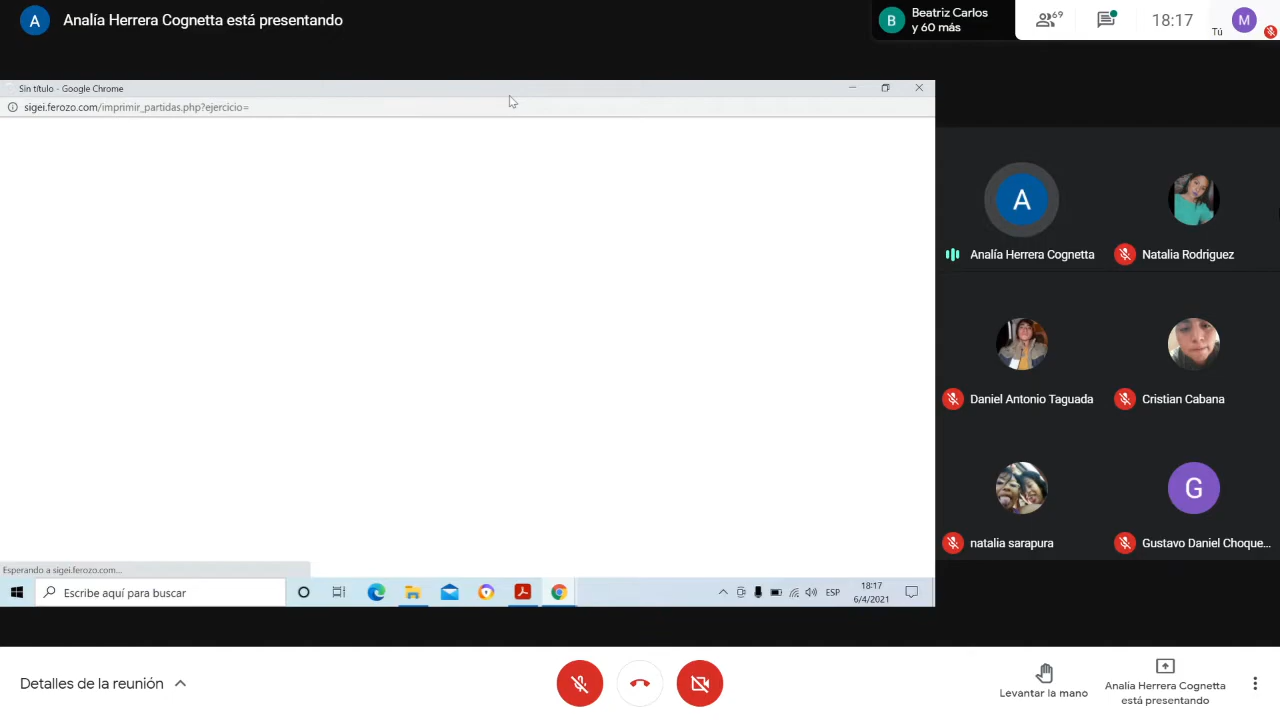 A
Analía Herrera Cognetta está presentando
B
Beatriz Carlos
y 60 más
69
18:17
Tú
M
Sin título - Google Chrome
sigei.ferozo.com/imprimir_partidas.php?ejercicio=
A
Analía Herrera Cognetta
Natalia Rodriguez
Daniel Antonio Taguada
Cristian Cabana
G
natalia sarapura
Gustavo Daniel Choque...
Esperando a sigei.ferozo.com...
Escribe aquí para buscar
ESP
18:17
6/4/2021
Detalles de la reunión
Levantar la mano
Analía Herrera Cognetta
está presentando